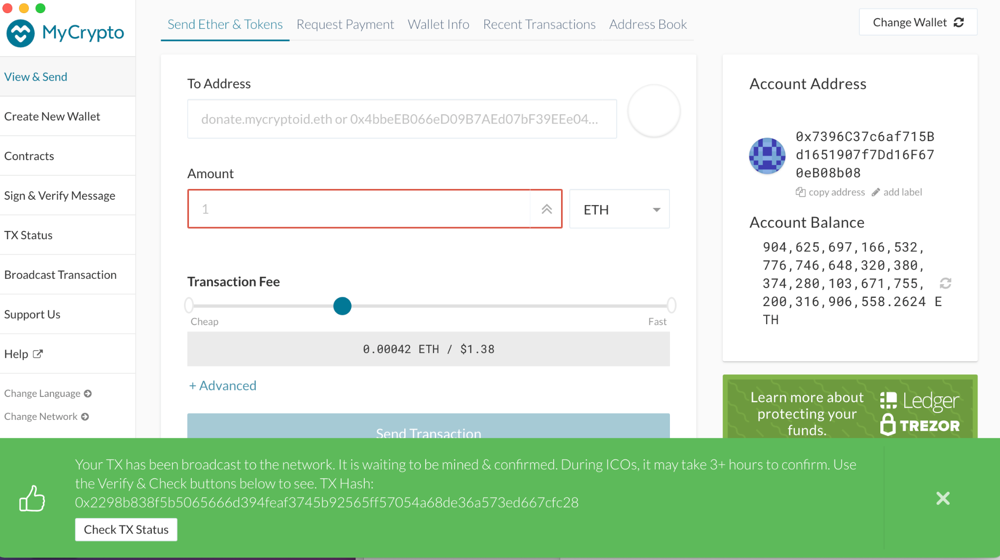 MyCrypto
View & Send
Create New Wallet
Contracts
Sign & Verify Message
TX Status
Broadcast Transaction
Support Us
Help
Change Language
Change Network
Send Ether & Tokens
Request Payment
Wallet Info
Recent Transactions
Address Book
Change Wallet
To Address
donate.mycryptoid.eth or 0x4bbeEB066eD09B7AEd07bF39EEe04...
Amount
1
ETH
Transaction Fee
Cheap
Fast
0.00042 ETH / $1.38
+ Advanced
Send Transaction
Account Address
0x7396C37c6af715B
d1651907f7Dd16F67
0eB08b08
copy address
add label
Account Balance
904,625,697,166,532,
776,746,648,320,380,
374,280,103,671,755,
200,316,906,558.2624 E
TH
Learn more about
protecting your
funds.
Ledger
TREZOR
Your TX has been broadcast to the network. It is waiting to be mined & confirmed. During ICOs, it may take 3+ hours to confirm. Use
the Verify & Check buttons below to see. TX Hash:
0x2298b838f5b5065666d394feaf3745b92565ff57054a68de36a573ed667cfc28
Check TX Status